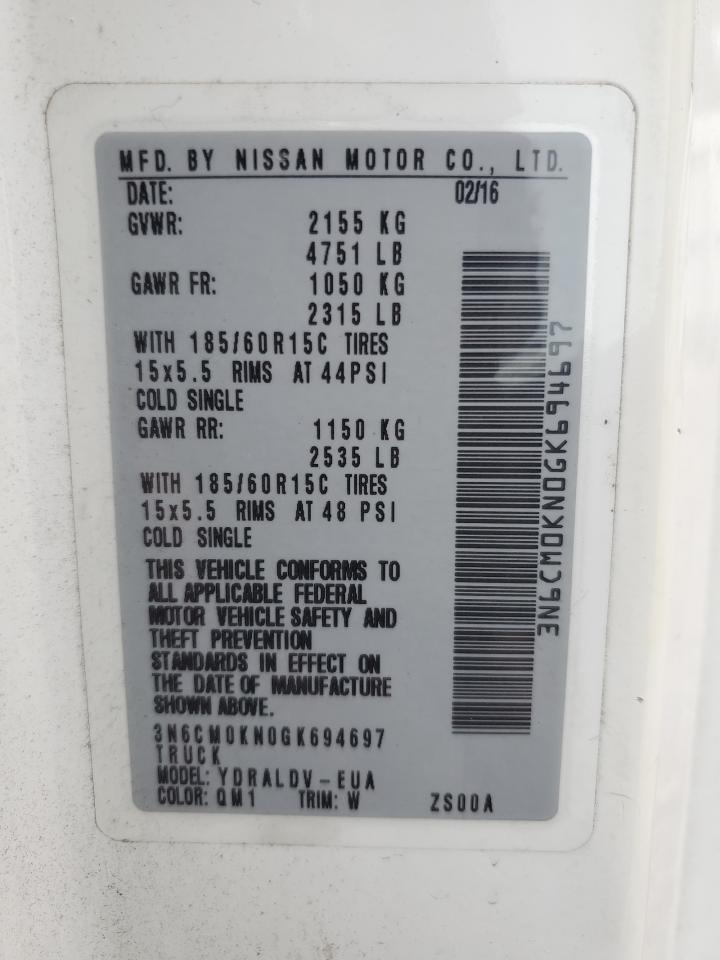 MFD. BY NISSAN MOTOR CO., LTD.
DATE: 02/16
GVWR: 2155 KG
4751 LB
GAWR FR: 1050 KG
2315 LB
WITH 185/60R15C TIRES
15x5.5 RIMS AT 44PSI
COLD SINGLE
GAWR RR: 1150 KG
2535 LB
WITH 185/60R15C TIRES
15x5.5 RIMS AT 48 PSI
COLD SINGLE
THIS VEHICLE CONFORMS TO
ALL APPLICABLE FEDERAL
MOTOR VEHICLE SAFETY AND
THEFT PREVENTION
STANDARDS IN EFFECT ON
THE DATE OF MANUFACTURE
SHOWN ABOVE.
3N6CM0KN0GK694697
TRUCK
MODEL: YDRALDV-EUA
COLOR: QM1 TRIM: W ZS00A
3N6CM0KN0GK694697